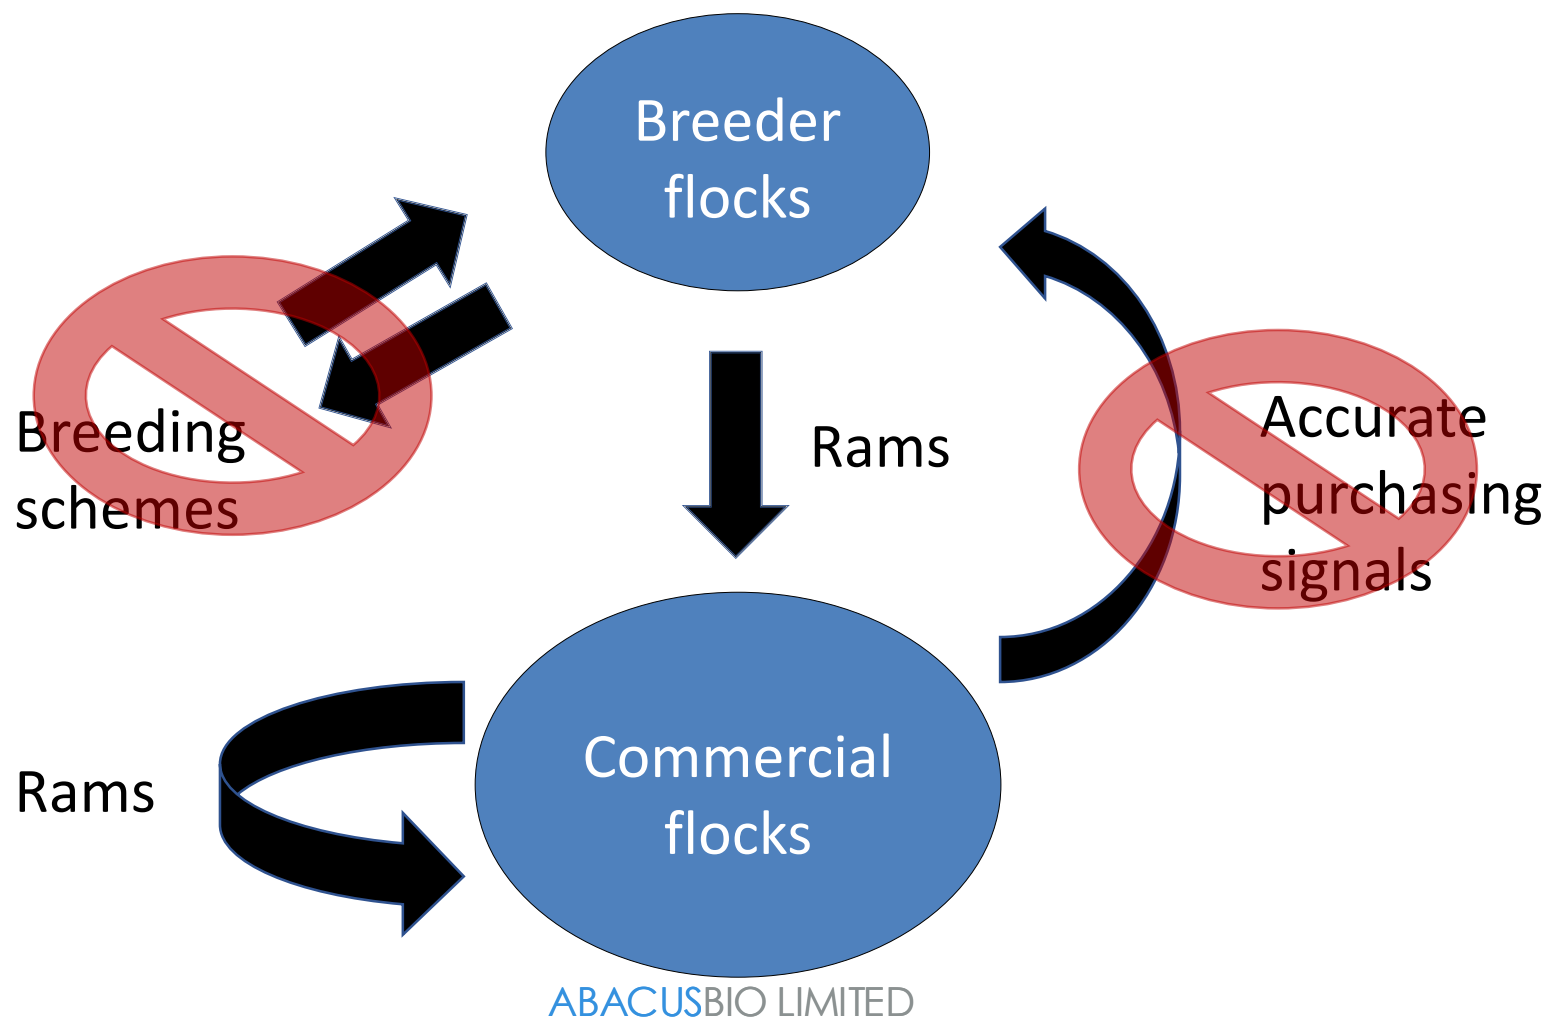 Breeder
flocks
Breeding
schemes
Rams
Accurate
purchasing
signals
Rams
Commercial
flocks
ABACUSBIO LIMITED